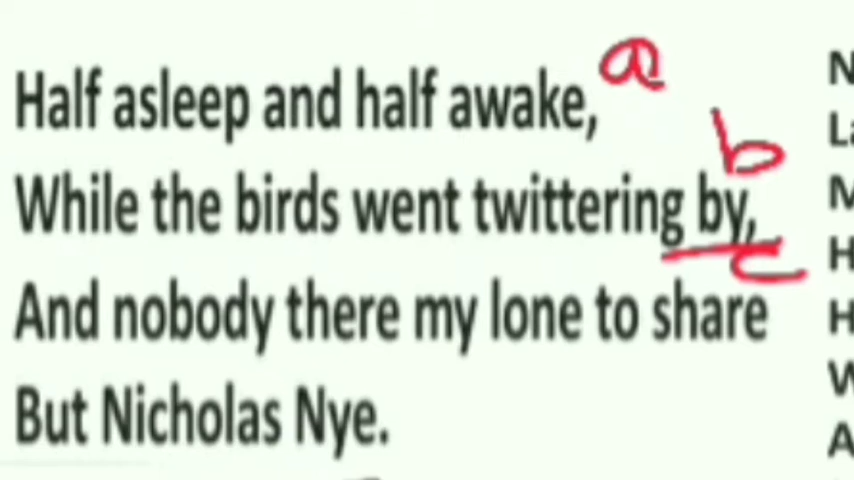 Half asleep and half awake,
a
While the birds went twittering by,
b
And nobody there my lone to share
c
But Nicholas Nye.
N
La
M
H
H
W
A